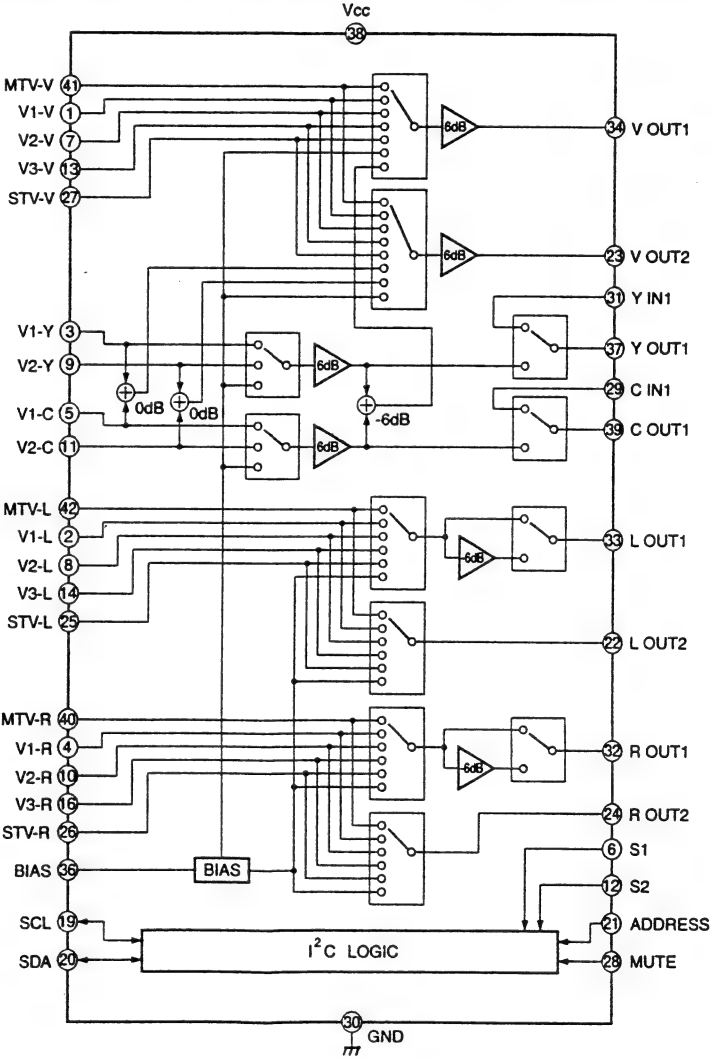 Vcc
38
MTV-V 41
V1-V 1
V2-V 7
V3-V 13
STV-V 27
6dB
34 V OUT1
6dB
23 V OUT2
31 Y IN1
V1-Y 3
V2-Y 9
6dB
37 Y OUT1
0dB
0dB
-6dB
29 C IN1
V1-C 5
V2-C 11
6dB
39 C OUT1
MTV-L 42
V1-L 2
V2-L 8
V3-L 14
STV-L 25
6dB
33 L OUT1
22 L OUT2
MTV-R 40
V1-R 4
V2-R 10
V3-R 16
STV-R 26
6dB
32 R OUT1
24 R OUT2
BIAS 36
BIAS
6 S1
12 S2
SCL 19
SDA 20
I²C LOGIC
21 ADDRESS
28 MUTE
30
GND